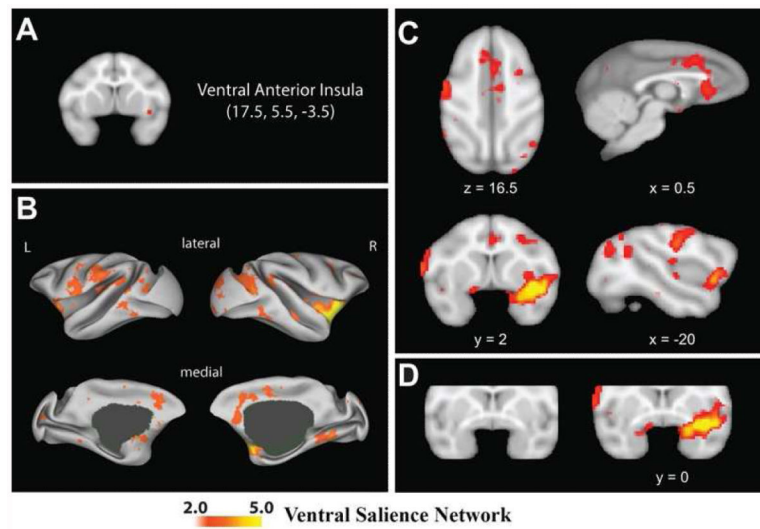 A
Ventral Anterior Insula
(17.5, 5.5, -3.5)
B
L
lateral
R
medial
C
z = 16.5
x = 0.5
y = 2
x = -20
D
y = 0
2.0
5.0
Ventral Salience Network